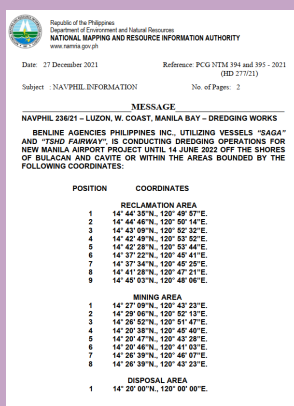 Republic of the Philippines
Department of Environment and Natural Resources
NATIONAL MAPPING AND RESOURCE INFORMATION AUTHORITY
www.namria.gov.ph
Date: 27 December 2021
Reference: PCG NTM 394 and 395 - 2021
(HD 277/21)
Subject : NAVPHIL INFORMATION
No. of Pages: 2
MESSAGE
NAVPHIL 236/21 – LUZON, W. COAST, MANILA BAY – DREDGING WORKS
BENLINE AGENCIES PHILIPPINES INC., UTILIZING VESSELS "SAGA"
AND "TSHD FAIRWAY", IS CONDUCTING DREDGING OPERATIONS FOR
NEW MANILA AIRPORT PROJECT UNTIL 14 JUNE 2022 OFF THE SHORES
OF BULACAN AND CAVITE OR WITHIN THE AREAS BOUNDED BY THE
FOLLOWING COORDINATES:
POSITION COORDINATES
RECLAMATION AREA
1 14° 44' 35"N., 120° 49' 57"E.
2 14° 44' 46"N., 120° 50' 14"E.
3 14° 43' 09"N., 120° 52' 32"E.
4 14° 42' 49"N., 120° 53' 52"E.
5 14° 42' 28"N., 120° 53' 44"E.
6 14° 37' 22"N., 120° 45' 41"E.
7 14° 37' 34"N., 120° 45' 25"E.
8 14° 41' 28"N., 120° 47' 21"E.
9 14° 45' 03"N., 120° 48' 06"E.
MINING AREA
1 14° 27' 09"N., 120° 43' 23"E.
2 14° 29' 06"N., 120° 52' 13"E.
3 14° 26' 52"N., 120° 51' 47"E.
4 14° 20' 38"N., 120° 45' 40"E.
5 14° 20' 47"N., 120° 43' 28"E.
6 14° 20' 46"N., 120° 41' 03"E.
7 14° 26' 39"N., 120° 46' 07"E.
8 14° 26' 39"N., 120° 43' 23"E.
DISPOSAL AREA
1 14° 20' 00"N., 120° 00' 00"E.